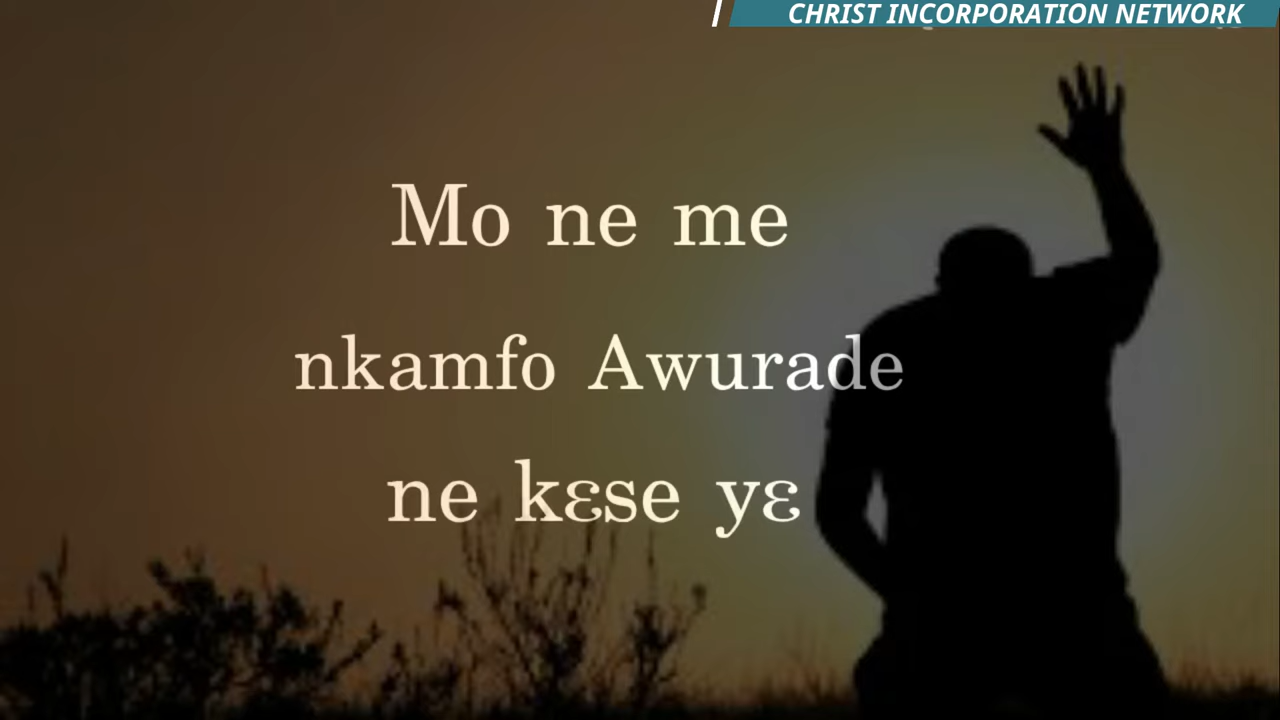 CHRIST INCORPORATION NETWORK
Mo ne me
nkamfo Awurade
ne kɛse yɛ